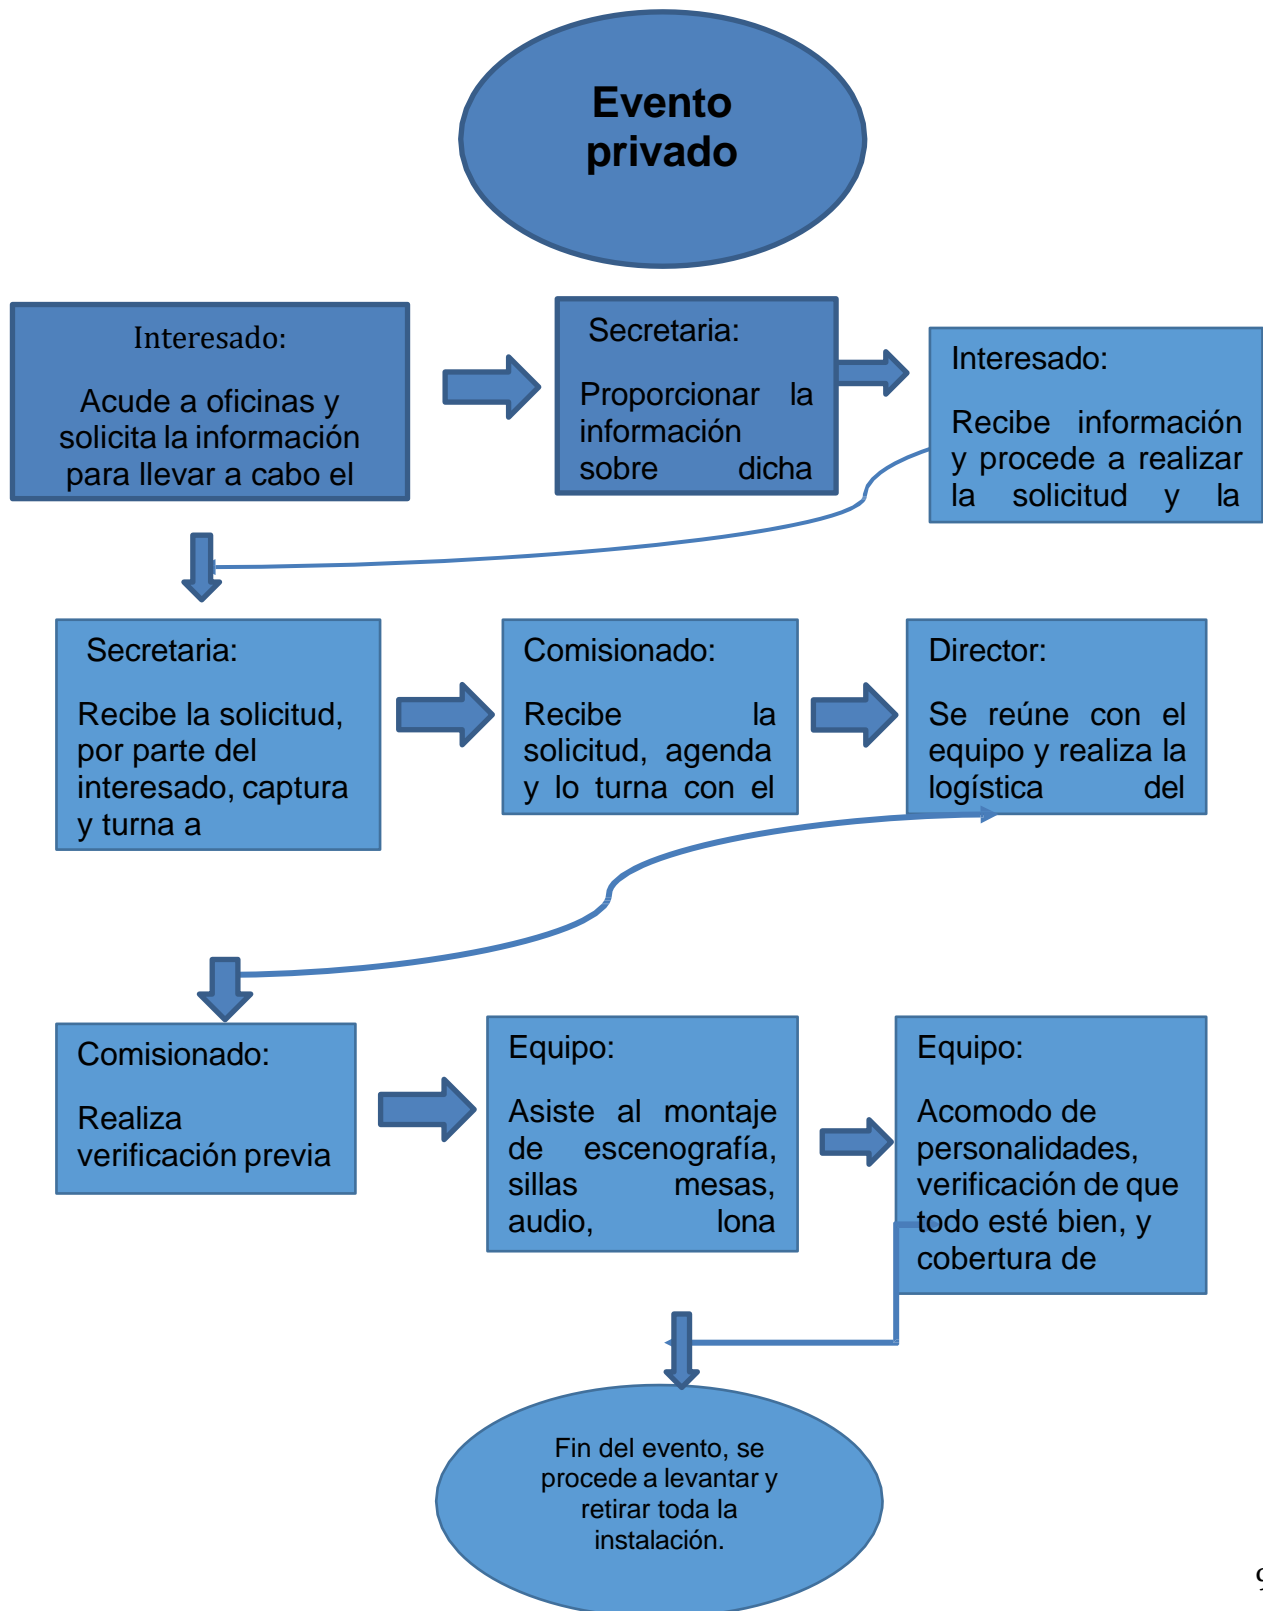 Evento
privado
Interesado:
Acude a oficinas y
solicita la información
para llevar a cabo el
Secretaria:
Proporcionar la
información
sobre dicha
Interesado:
Recibe información
y procede a realizar
la solicitud y la
Secretaria:
Recibe la solicitud,
por parte del
interesado, captura
y turna a
Comisionado:
Recibe la
solicitud, agenda
y lo turna con el
Director:
Se reúne con el
equipo y realiza la
logística del
Comisionado:
Realiza
verificación previa
Equipo:
Asiste al montaje
de escenografía,
sillas mesas,
audio, lona
Equipo:
Acomodo de
personalidades,
verificación de que
todo esté bien, y
cobertura de
Fin del evento, se
procede a levantar y
retirar toda la
instalación.
9